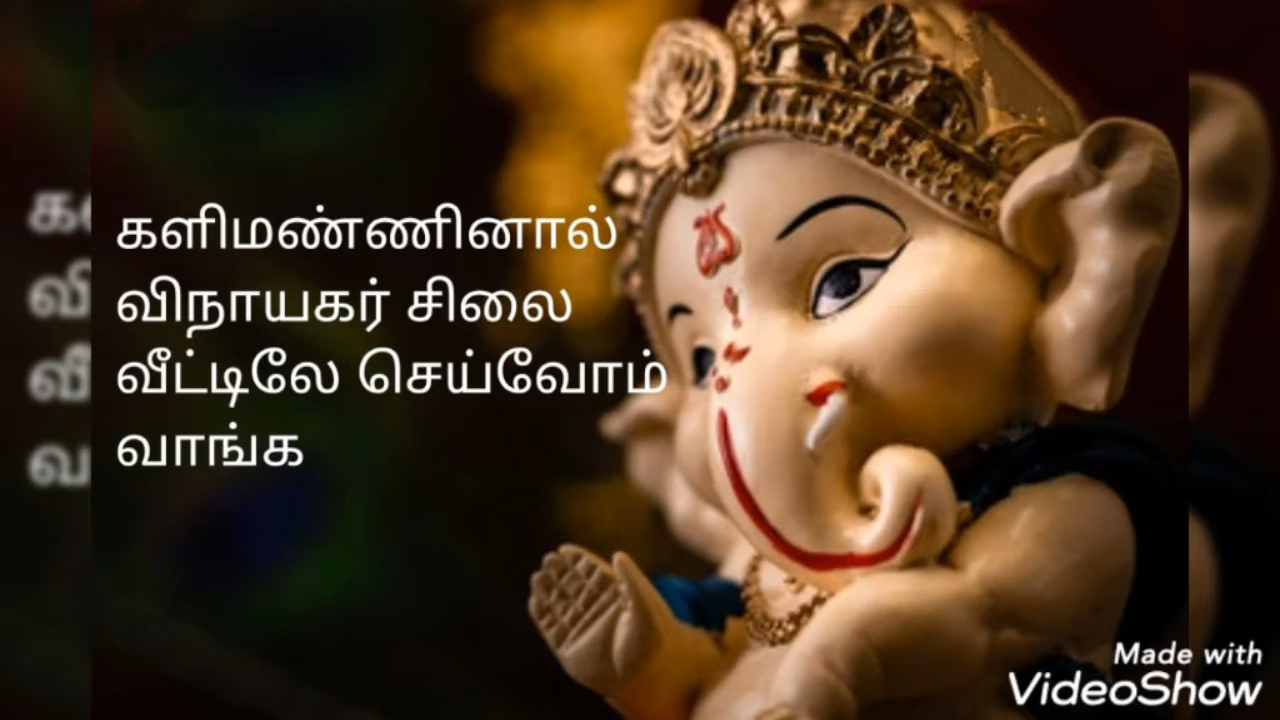 களிமண்ணினால்
விநாயகர் சிலை
வீட்டிலே செய்வோம்
வாங்க
Made with
VideoShow